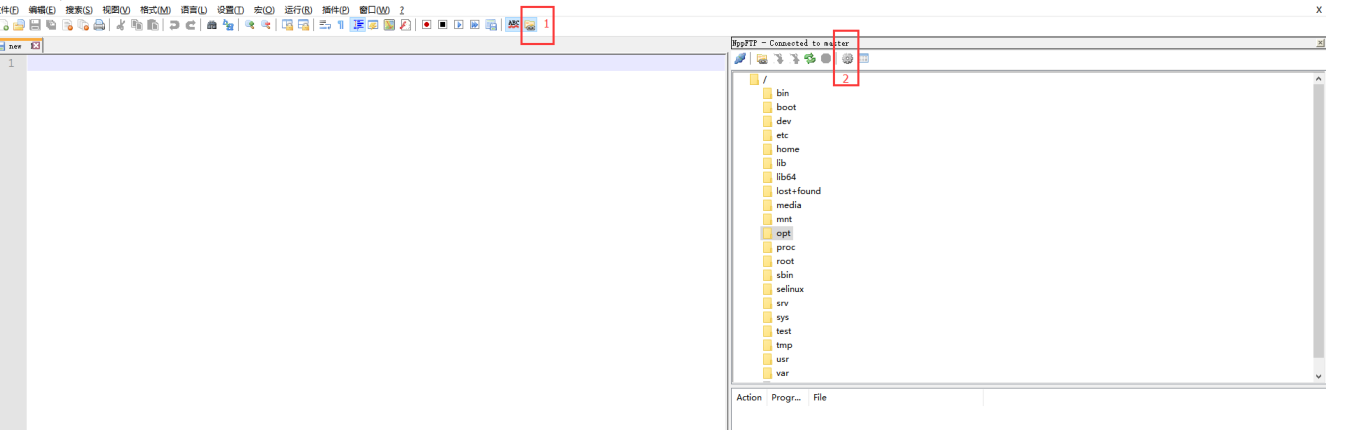 件(F) 编辑(E) 搜索(S) 视图(V) 格式(M) 语言(L) 设置(T) 宏(O) 运行(R) 插件(P) 窗口(W) ? X
ABC 1
new
NppFTP - Connected to master
1
2
/
bin
boot
dev
etc
home
lib
lib64
lost+found
media
mnt
opt
proc
root
sbin
selinux
srv
sys
test
tmp
usr
var
Action Progr... File